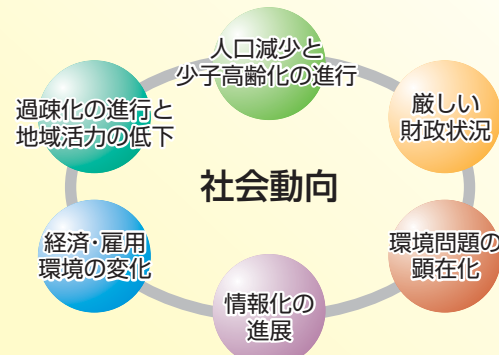 人口減少と
少子高齢化の進行
過疎化の進行と
地域活力の低下
厳しい
財政状況
社会動向
経済・雇用
環境の変化
環境問題の
顕在化
情報化の
進展